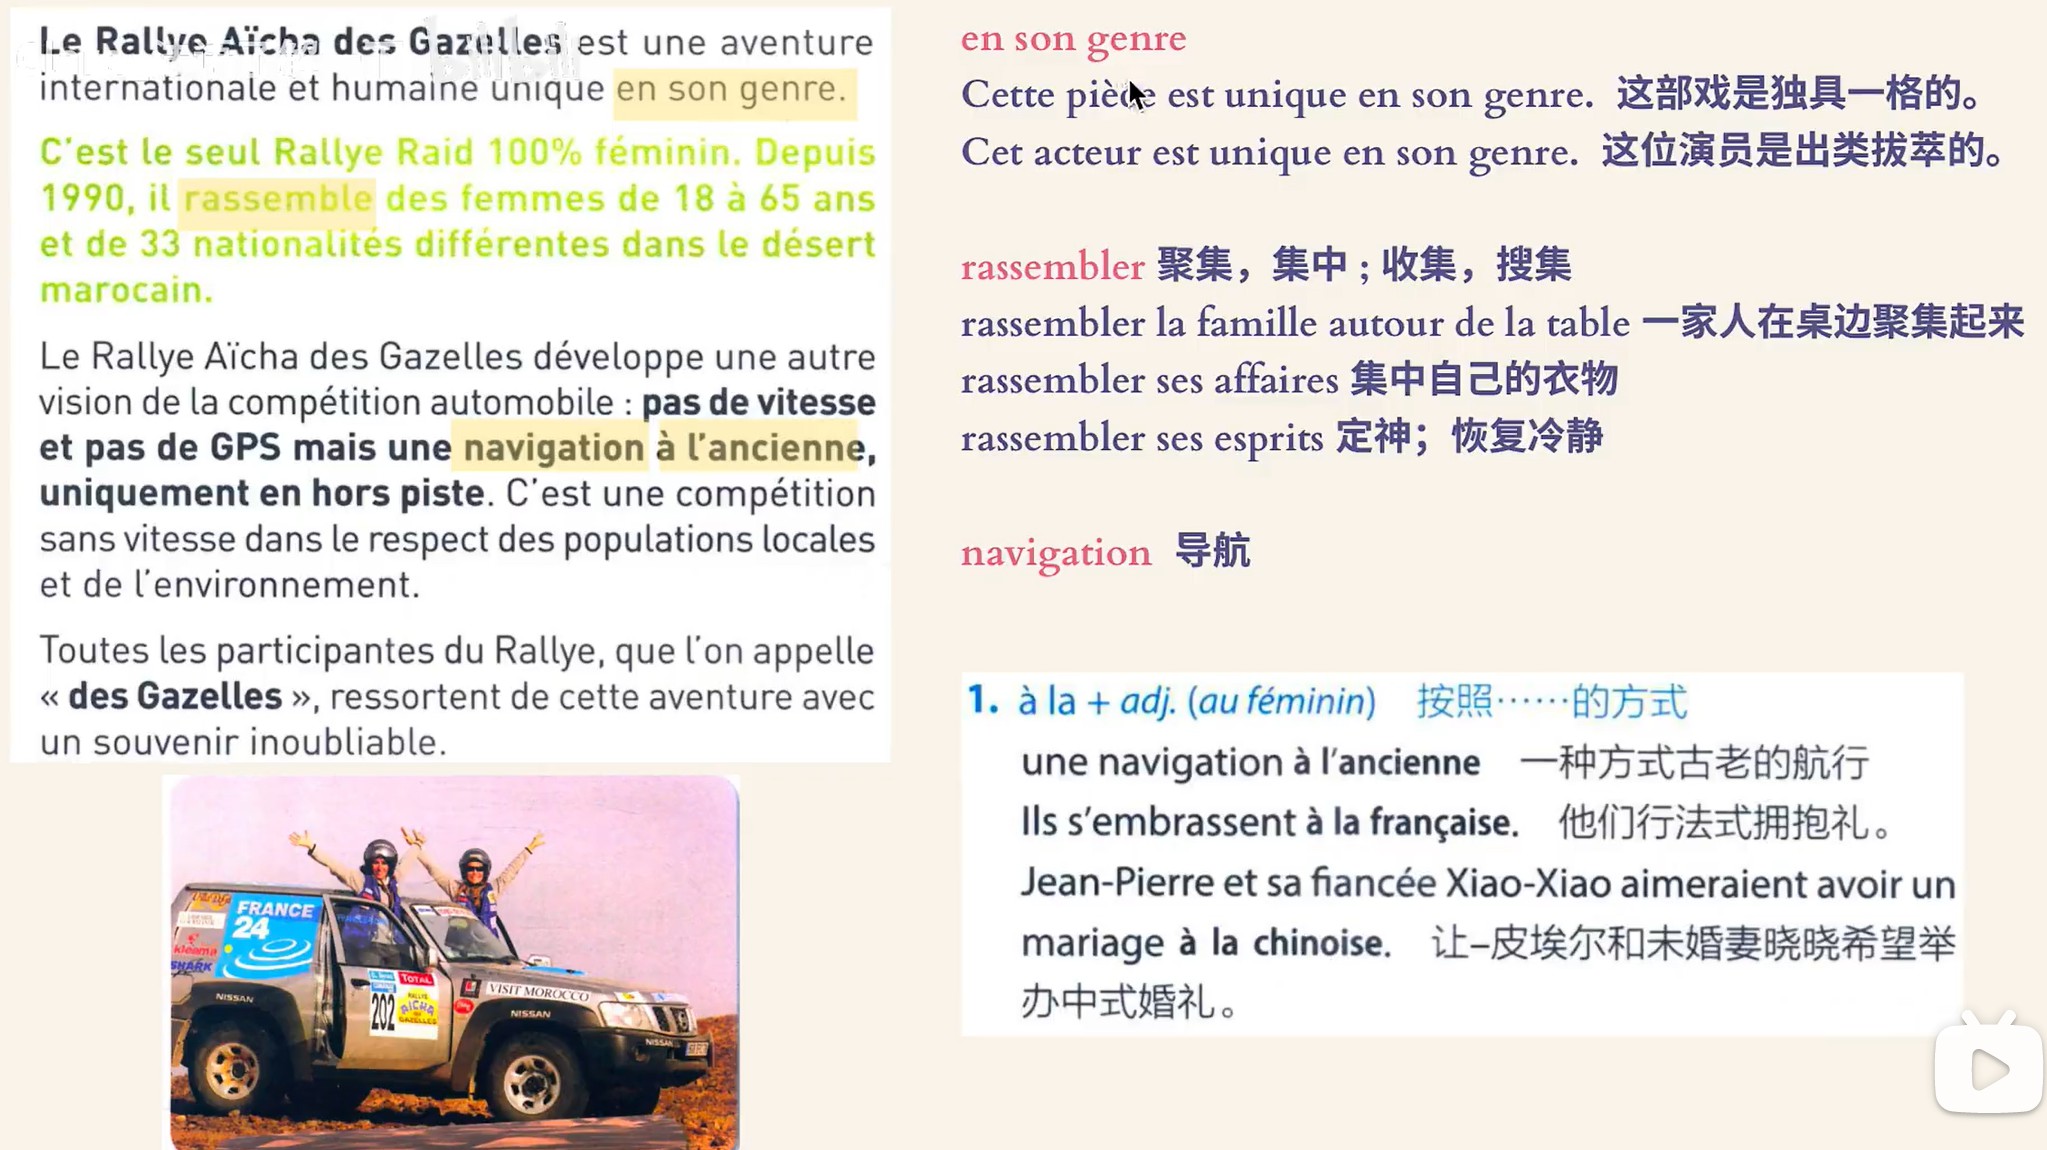 Le Rallye Aïcha des Gazelles est une aventure
internationale et humaine unique en son genre.
C'est le seul Rallye Raid 100% féminin. Depuis
1990, il rassemble des femmes de 18 à 65 ans
et de 33 nationalités différentes dans le désert
marocain.
Le Rallye Aïcha des Gazelles développe une autre
vision de la compétition automobile : pas de vitesse
et pas de GPS mais une navigation à l'ancienne,
uniquement en hors piste. C'est une compétition
sans vitesse dans le respect des populations locales
et de l'environnement.
Toutes les participantes du Rallye, que l'on appelle
« des Gazelles », ressortent de cette aventure avec
un souvenir inoubliable.
FRANCE
24
SHARK
NISSAN
TOTAL
202
RALLYE
AÏCHA
DES
GAZELLES
VISIT MOROCCO
NISSAN
NISSAN
en son genre
Cette pièce est unique en son genre. 这部戏是独具一格的。
Cet acteur est unique en son genre. 这位演员是出类拔萃的。
rassembler 聚集，集中 ; 收集，搜集
rassembler la famille autour de la table 一家人在桌边聚集起来
rassembler ses affaires 集中自己的衣物
rassembler ses esprits 定神；恢复冷静
navigation 导航
1. à la + adj. (au féminin) 按照……的方式
une navigation à l'ancienne 一种方式古老的航行
Ils s'embrassent à la française. 他们行法式拥抱礼。
Jean-Pierre et sa fiancée Xiao-Xiao aimeraient avoir un
mariage à la chinoise. 让–皮埃尔和未婚妻晓晓希望举
办中式婚礼。